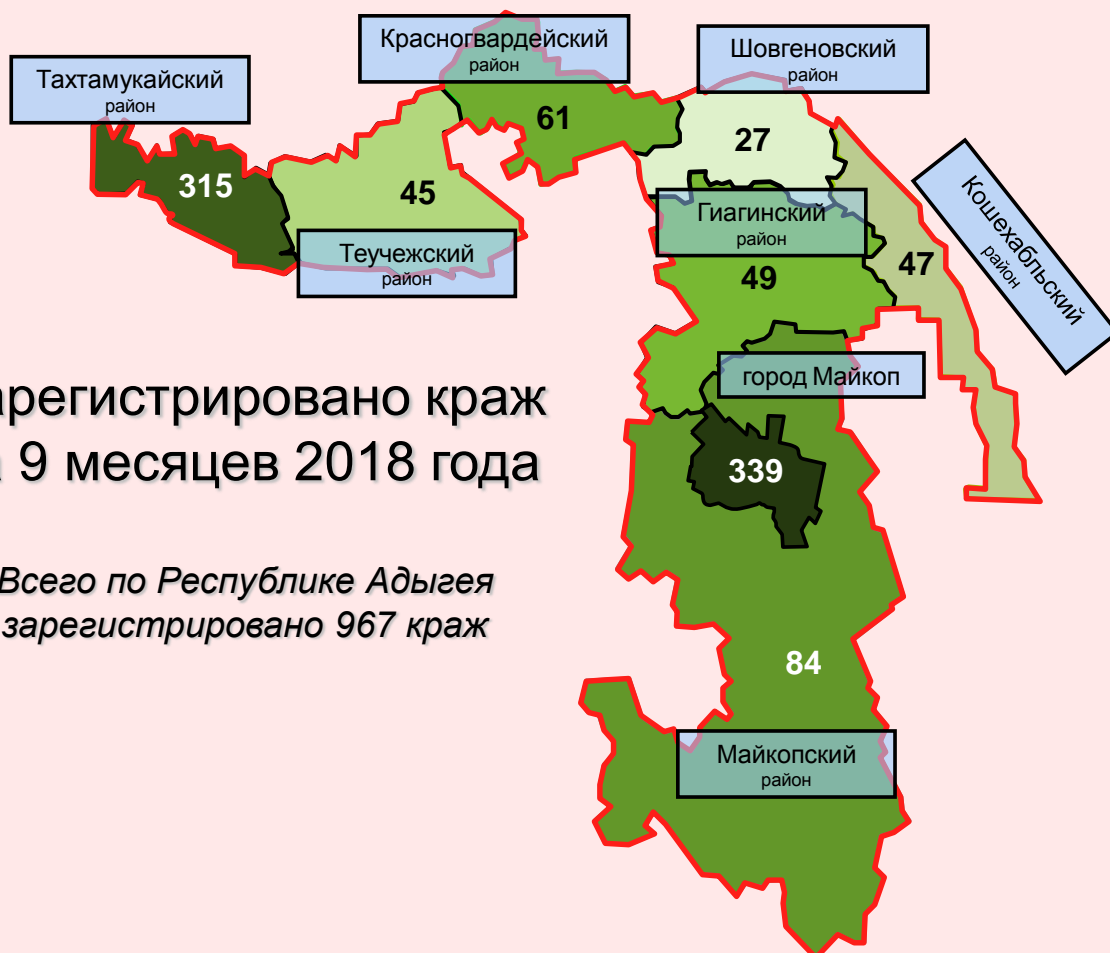 Красногвардейский
район
Шовгеновский
район
Тахтамукайский
район
61
27
315
45
Кошехабльский
район
Гиагинский
район
Теучежский
район
47
49
город Майкоп
арегистрировано краж
9 месяцев 2018 года
339
Всего по Республике Адыгея
зарегистрировано 967 краж
84
Майкопский
район